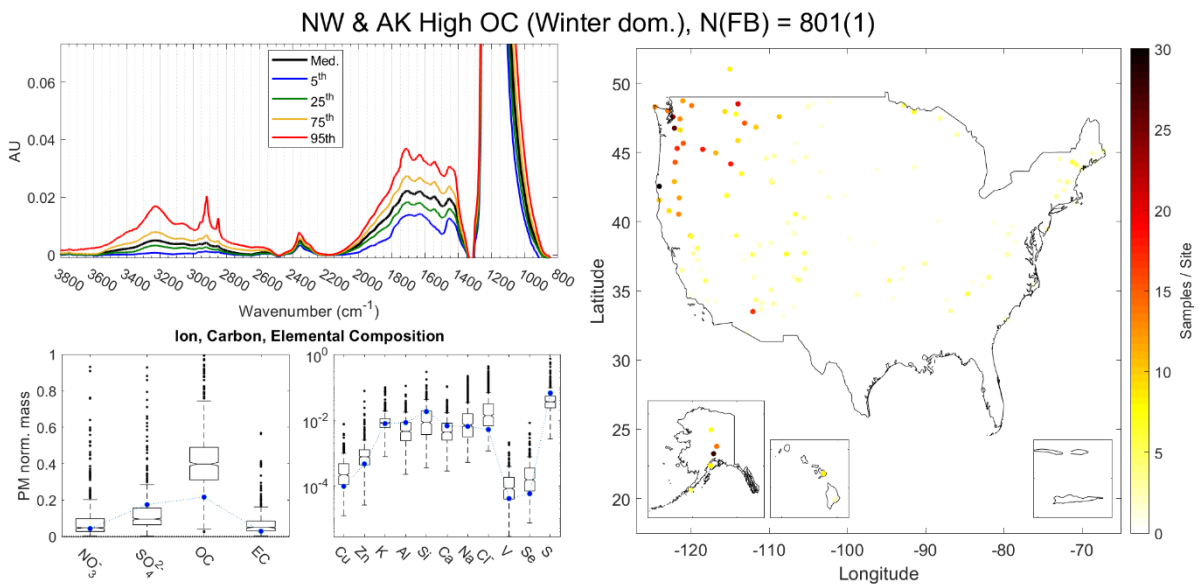 NW & AK High OC (Winter dom.), N(FB) = 801(1)
0.06
0.04
0.02
0
AU
Med.
5th
25th
75th
95th
3800
3600
3400
3200
3000
2800
2600
2400
2200
2000
1800
1600
1400
1200
1000
800
Wavenumber (cm-1)
Ion, Carbon, Elemental Composition
1
0.8
0.6
0.4
0.2
0
PM norm. mass
NO3-
SO42-
OC
EC
10^0
10^-2
10^-4
Cu
Zn
K
Al
Si
Ca
Na
Cl
V
Se
S
50
45
40
35
30
25
20
Latitude
-120
-110
-100
-90
-80
-70
Longitude
30
25
20
15
10
5
0
Samples / Site